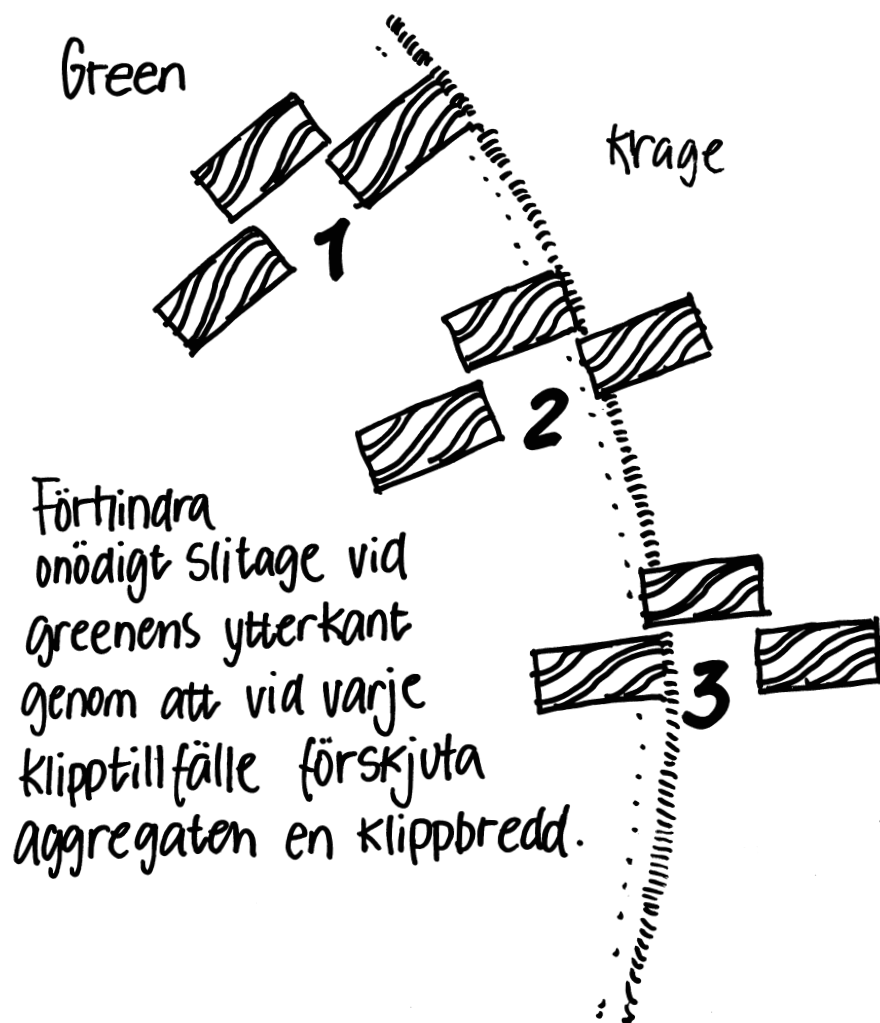 Green
Krage
1
2
3
Förhindra
onödigt slitage vid
greenens ytterkant
genom att vid varje
klipptillfälle förskjuta
aggregaten en klippbredd.